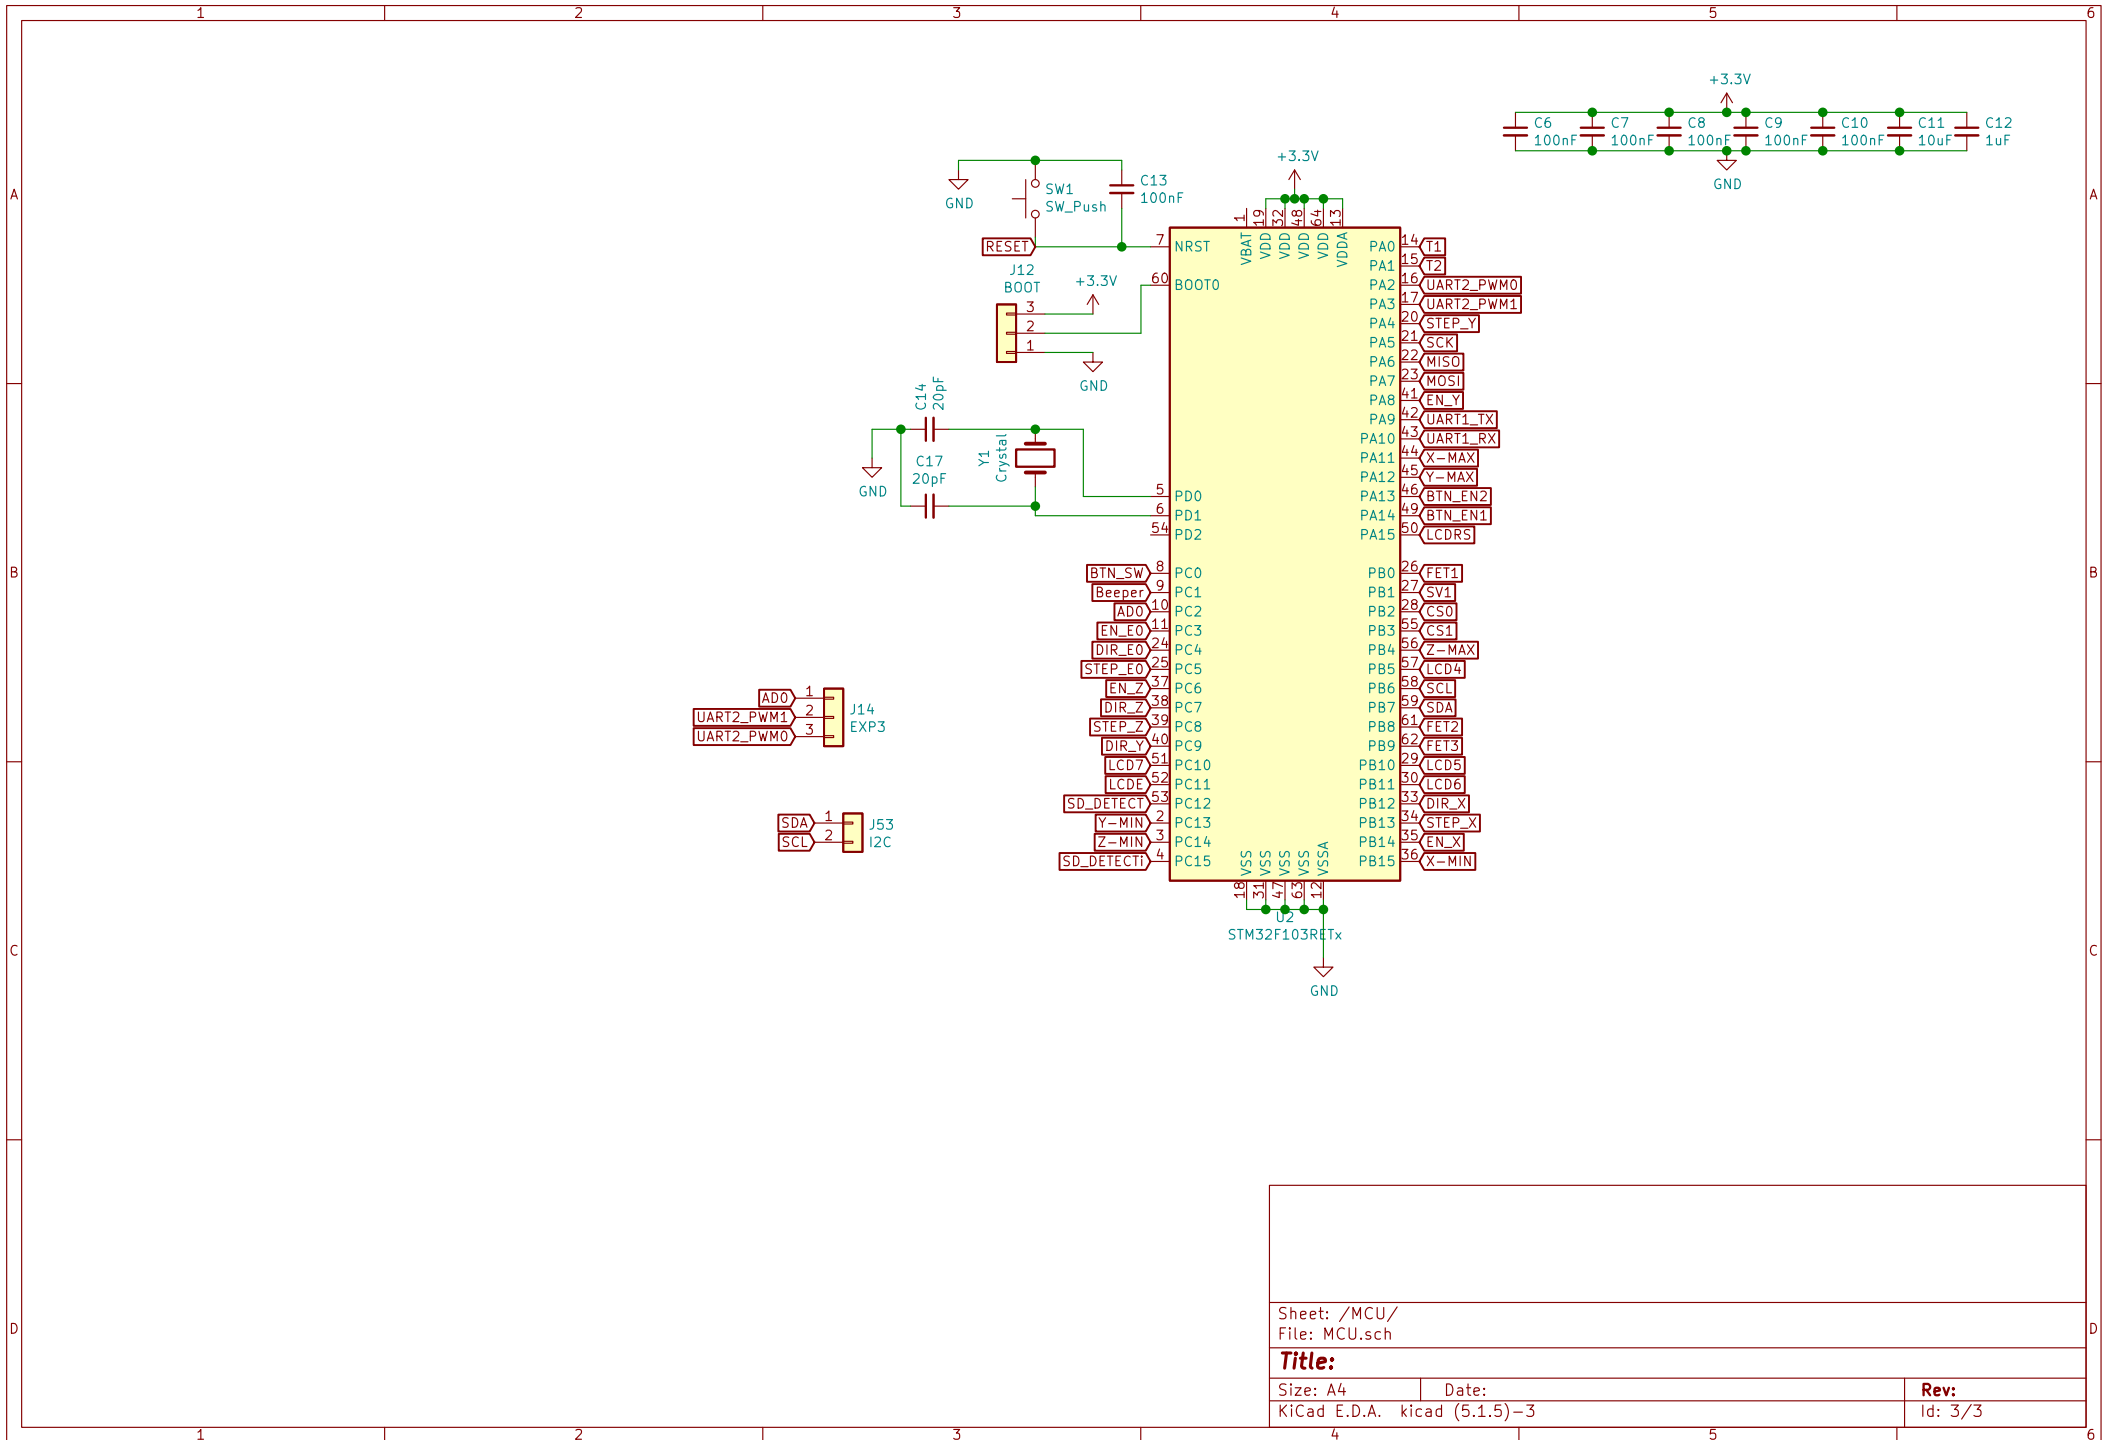 1 2 3 4 5 6
+3.3V
C6 100nF
C7 100nF
C8 100nF
C9 100nF
C10 100nF
C11 10uF
C12 1uF
GND
A A
+3.3V
SW1
SW_Push
C13
100nF
GND
RESET
J12
BOOT
+3.3V
3
2
1
GND
C14
20pF
C17
20pF
Y1
Crystal
GND
1 VBAT
19 VDD
32 VDD
48 VDD
64 VDD
13 VDDA
7 NRST
60 BOOT0
5 PD0
6 PD1
54 PD2
BTN_SW 8 PC0
Beeper 9 PC1
AD0 10 PC2
EN_E0 11 PC3
DIR_E0 24 PC4
STEP_E0 25 PC5
EN_Z 37 PC6
DIR_Z 38 PC7
STEP_Z 39 PC8
DIR_Y 40 PC9
LCD7 51 PC10
LCDE 52 PC11
SD_DETECT 53 PC12
Y-MIN 2 PC13
Z-MIN 3 PC14
SD_DETECTi 4 PC15
PA0 14 T1
PA1 15 T2
PA2 16 UART2_PWM0
PA3 17 UART2_PWM1
PA4 20 STEP_Y
PA5 21 SCK
PA6 22 MISO
PA7 23 MOSI
PA8 41 EN_Y
PA9 42 UART1_TX
PA10 43 UART1_RX
PA11 44 X-MAX
PA12 45 Y-MAX
PA13 46 BTN_EN2
PA14 49 BTN_EN1
PA15 50 LCDRS
PB0 26 FET1
PB1 27 SV1
PB2 28 CS0
PB3 55 CS1
PB4 56 Z-MAX
PB5 57 LCD4
PB6 58 SCL
PB7 59 SDA
PB8 61 FET2
PB9 62 FET3
PB10 29 LCD5
PB11 30 LCD6
PB12 33 DIR_X
PB13 34 STEP_X
PB14 35 EN_X
PB15 36 X-MIN
VSS 18
VSS 31
VSS 47
VSS 63
VSSA 12
U2
STM32F103RETx
GND
B B
AD0 1
UART2_PWM1 2
UART2_PWM0 3
J14
EXP3
SDA 1
SCL 2
J53
I2C
C C
D D
Sheet: /MCU/
File: MCU.sch
Title:
Size: A4 Date: Rev:
KiCad E.D.A. kicad (5.1.5)-3 Id: 3/3
1 2 3 4 5 6